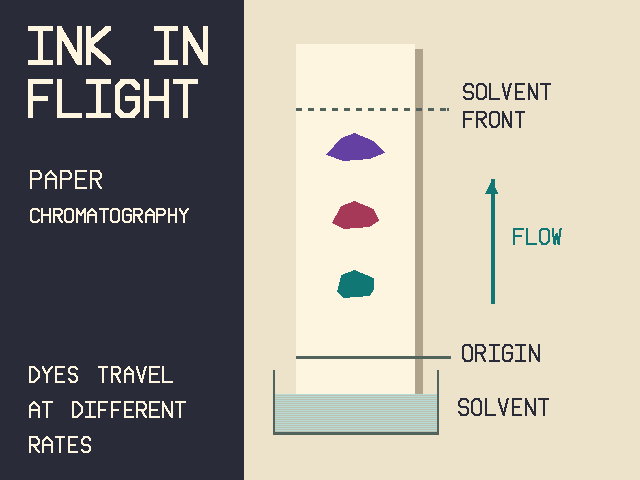 INK IN
FLIGHT
PAPER
CHROMATOGRAPHY
DYES TRAVEL
AT DIFFERENT
RATES
SOLVENT
FRONT
FLOW
ORIGIN
SOLVENT